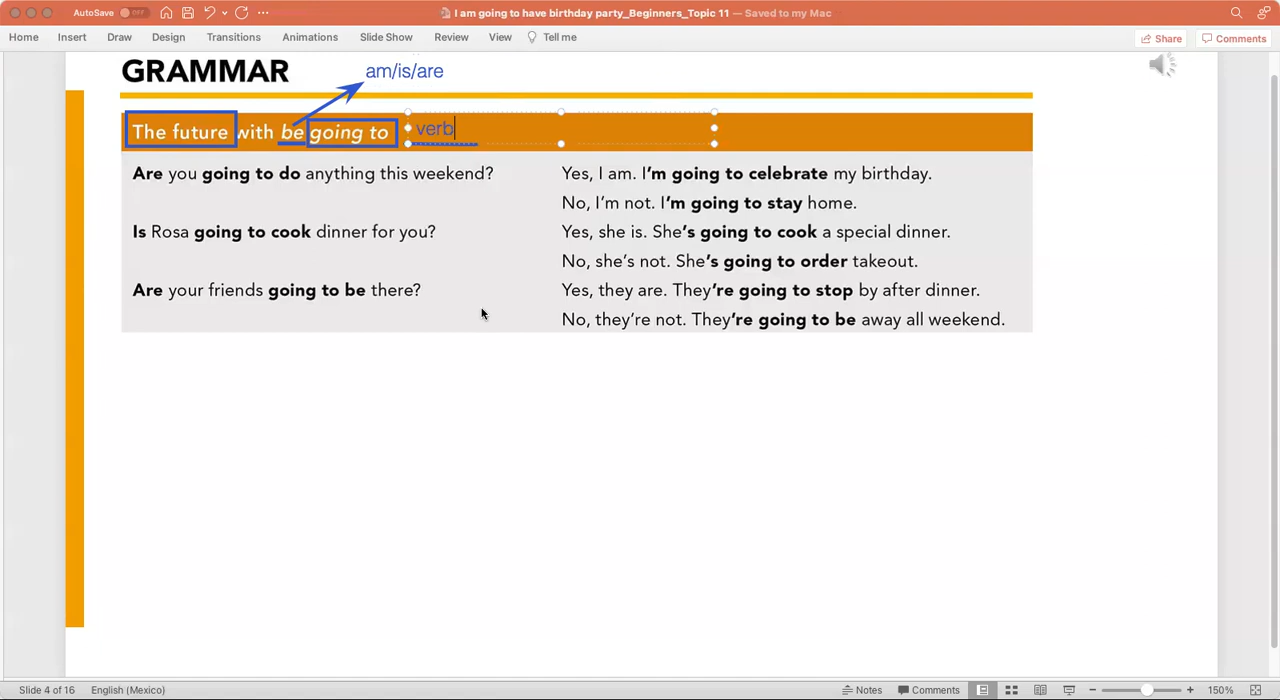 AutoSave OFF ... I am going to have birthday party_Beginners_Topic 11 — Saved to my Mac
Home Insert Draw Design Transitions Animations Slide Show Review View Tell me Share Comments
GRAMMAR am/is/are
The future with be going to verb
Are you going to do anything this weekend? Yes, I am. I'm going to celebrate my birthday.
No, I'm not. I'm going to stay home.
Is Rosa going to cook dinner for you? Yes, she is. She's going to cook a special dinner.
No, she's not. She's going to order takeout.
Are your friends going to be there? Yes, they are. They're going to stop by after dinner.
No, they're not. They're going to be away all weekend.
Slide 4 of 16 English (Mexico) Notes Comments 150%